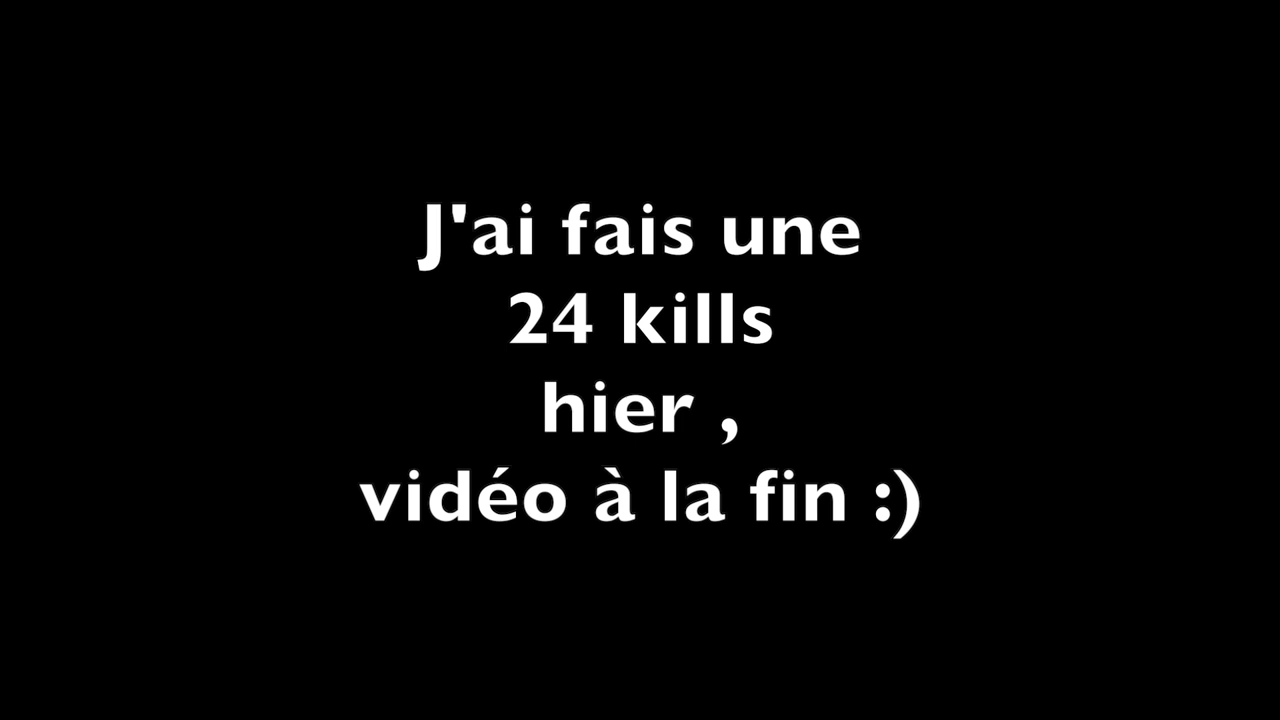 J'ai fais une
24 kills
hier ,
vidéo à la fin :)